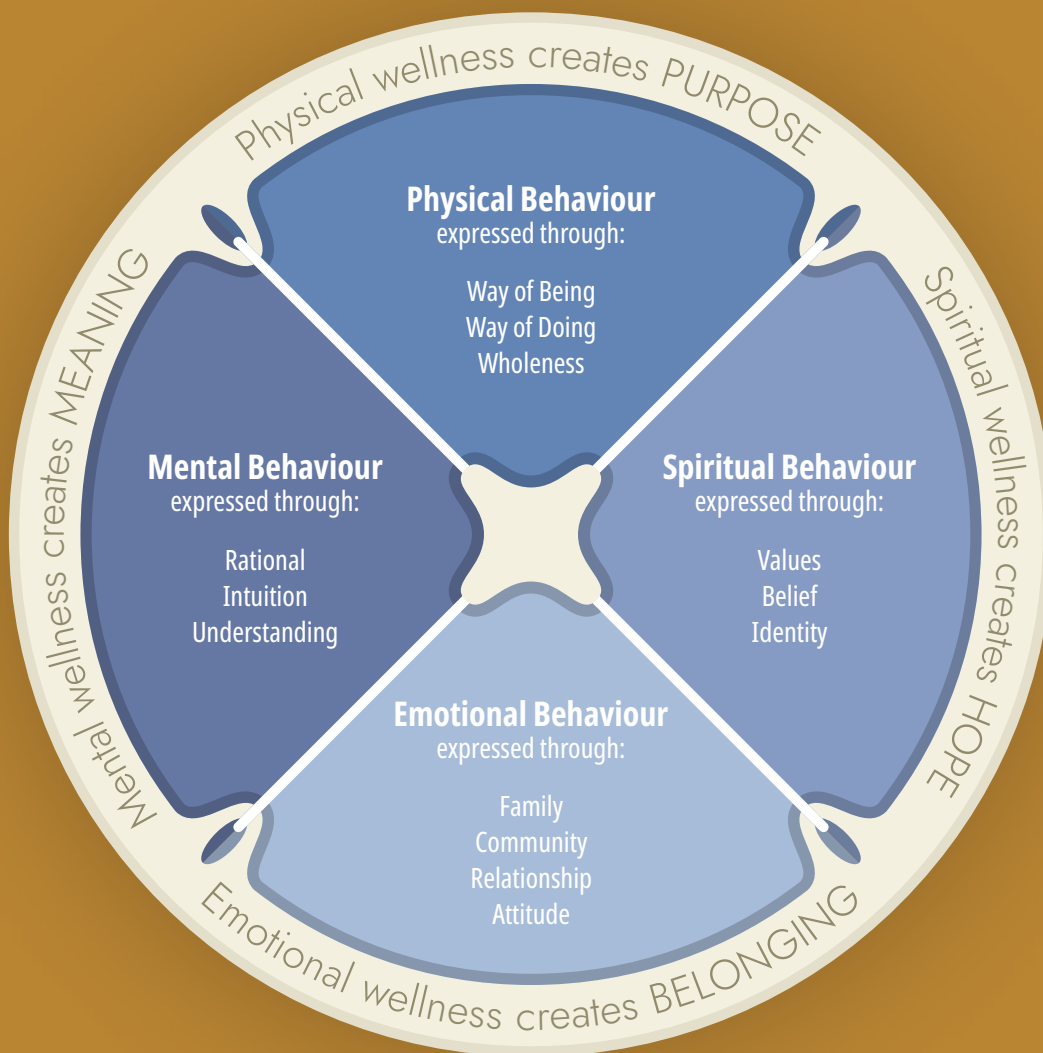 Physical wellness creates PURPOSE
Physical Behaviour
expressed through:
Way of Being
Way of Doing
Wholeness
Mental wellness creates MEANING
Mental Behaviour
expressed through:
Rational
Intuition
Understanding
Spiritual Behaviour
expressed through:
Values
Belief
Identity
Spiritual wellness creates HOPE
Emotional Behaviour
expressed through:
Family
Community
Relationship
Attitude
Emotional wellness creates BELONGING